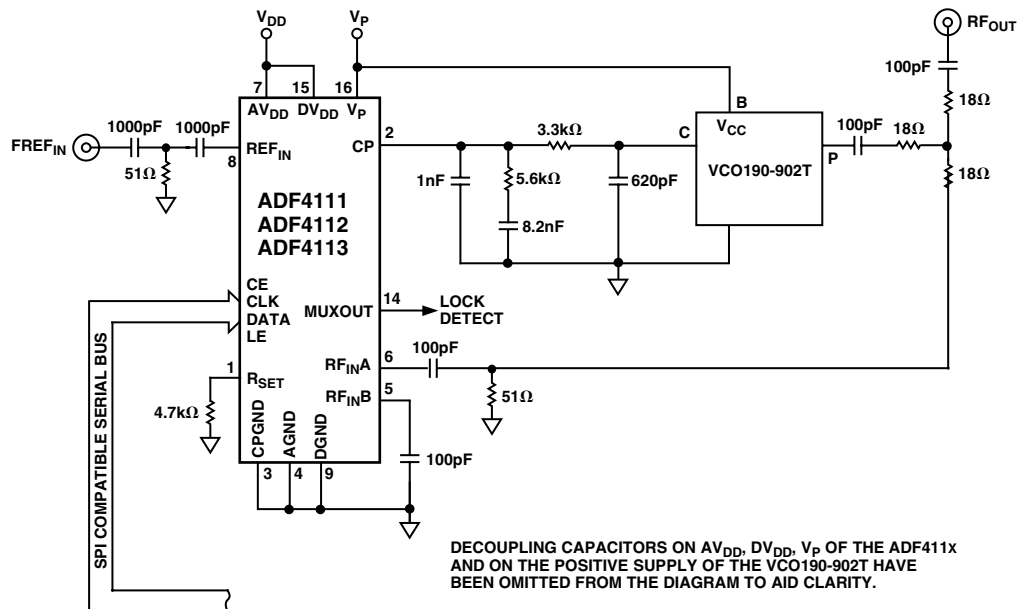 V_DD
V_P
RF_OUT
7
15
16
AV_DD
DV_DD
V_P
100pF
18Ω
1000pF
1000pF
FREF_IN
8
REF_IN
51Ω
2
CP
3.3kΩ
C
B
V_CC
P
VCO190-902T
100pF
18Ω
18Ω
1nF
5.6kΩ
8.2nF
620pF
ADF4111
ADF4112
ADF4113
CE
CLK
DATA
LE
14
MUXOUT
LOCK
DETECT
SPI COMPATIBLE SERIAL BUS
1
R_SET
4.7kΩ
6
RF_INA
100pF
51Ω
5
RF_INB
100pF
CPGND
AGND
DGND
3
4
9
DECOUPLING CAPACITORS ON AV_DD, DV_DD, V_P OF THE ADF411x
AND ON THE POSITIVE SUPPLY OF THE VCO190-902T HAVE
BEEN OMITTED FROM THE DIAGRAM TO AID CLARITY.